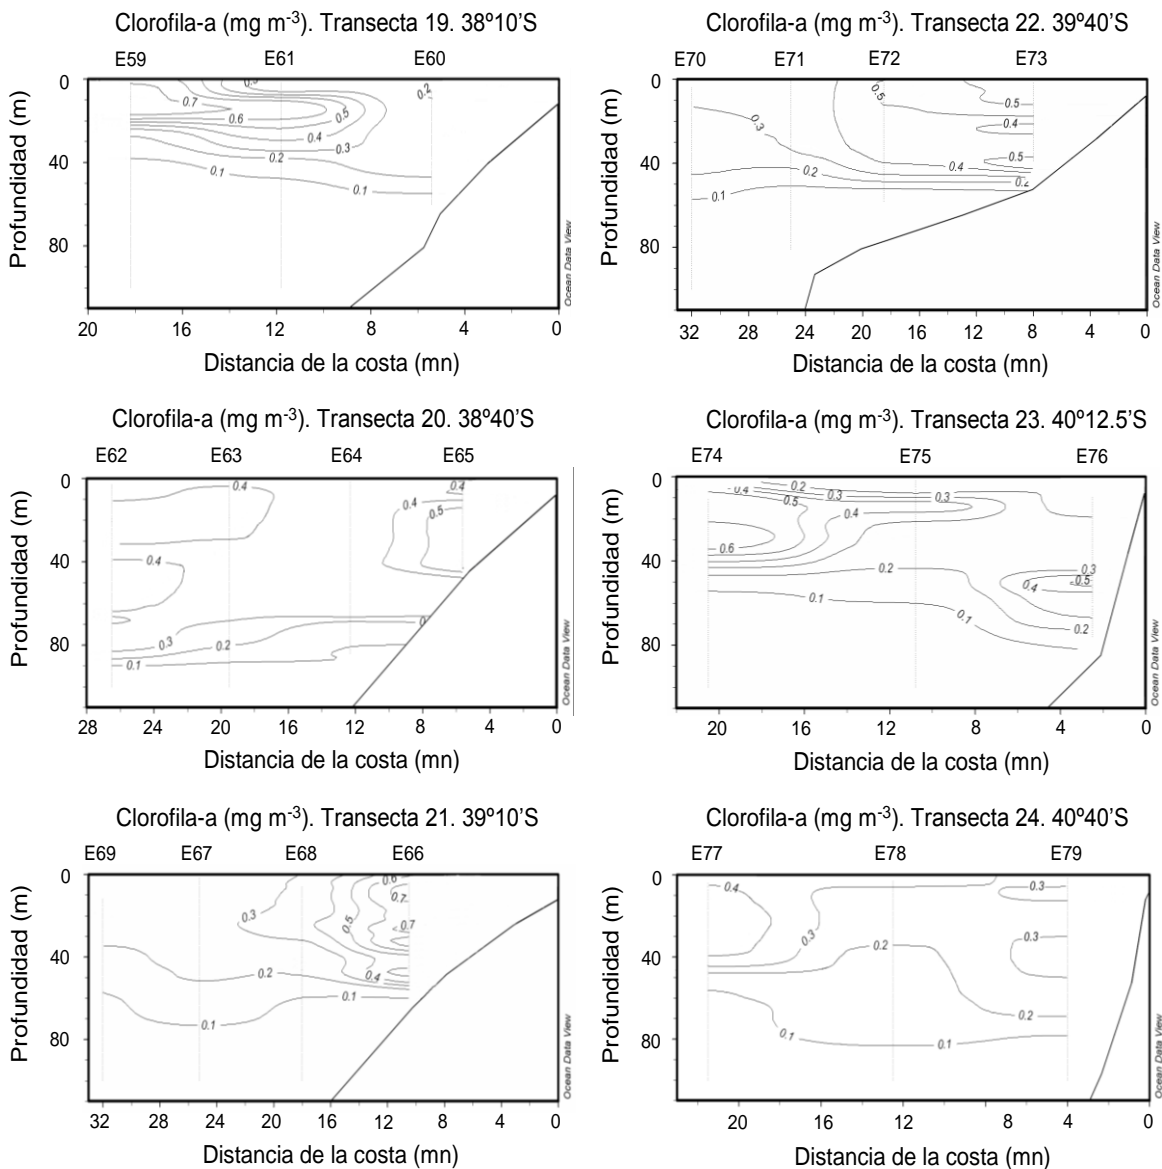 Clorofila-a (mg m-3). Transecta 19. 38º10'S
E59 E61 E60
Profundidad (m)
0
40
80
0.7
0.6
0.5
0.4
0.3
0.2
0.2
0.1
0.1
Ocean Data View
20 16 12 8 4 0
Distancia de la costa (mn)
Clorofila-a (mg m-3). Transecta 22. 39º40'S
E70 E71 E72 E73
Profundidad (m)
0
40
80
0.5
0.5
0.4
0.3
0.5
0.4
0.2
0.2
0.1
Ocean Data View
32 28 24 20 16 12 8 4 0
Distancia de la costa (mn)
Clorofila-a (mg m-3). Transecta 20. 38º40'S
E62 E63 E64 E65
Profundidad (m)
0
40
80
0.4
0.4
0.4
0.5
0.4
0.3
0.2
0.1
Ocean Data View
28 24 20 16 12 8 4 0
Distancia de la costa (mn)
Clorofila-a (mg m-3). Transecta 23. 40º12.5'S
E74 E75 E76
Profundidad (m)
0
40
80
0.2
0.4
0.3
0.3
0.5
0.4
0.6
0.2
0.3
0.4
0.5
0.1
0.1
0.2
Ocean Data View
20 16 12 8 4 0
Distancia de la costa (mn)
Clorofila-a (mg m-3). Transecta 21. 39º10'S
E69 E67 E68 E66
Profundidad (m)
0
40
80
0.6
0.7
0.3
0.5
0.7
0.2
0.4
0.1
0.1
Ocean Data View
32 28 24 20 16 12 8 4 0
Distancia de la costa (mn)
Clorofila-a (mg m-3). Transecta 24. 40º40'S
E77 E78 E79
Profundidad (m)
0
40
80
0.4
0.3
0.3
0.2
0.3
0.2
0.1
0.1
Ocean Data View
20 16 12 8 4 0
Distancia de la costa (mn)